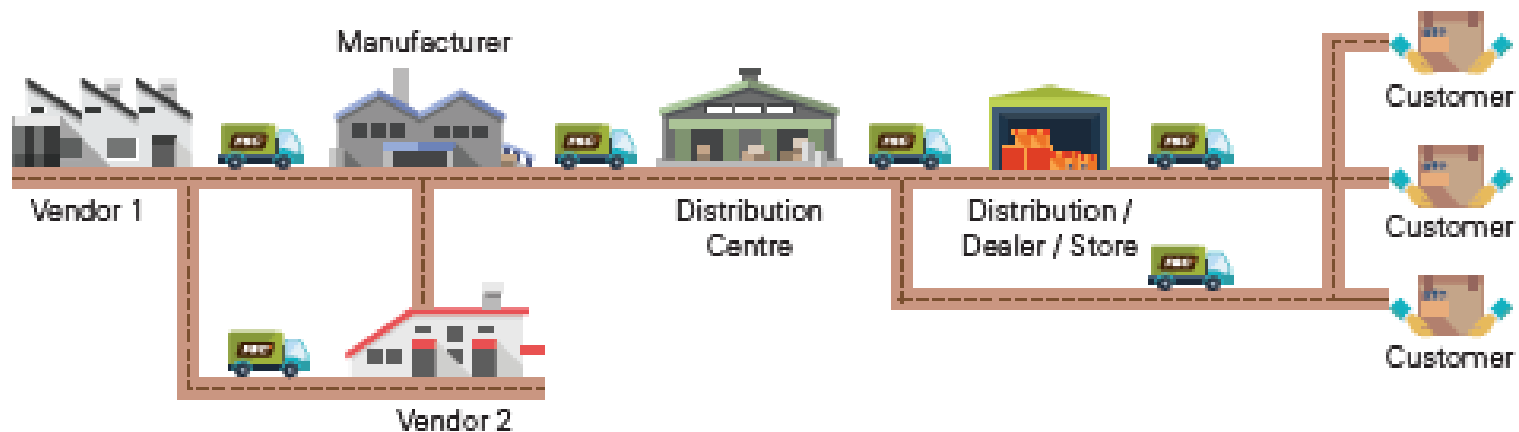 Manufacturer
Customer
Vendor 1
Distribution
Centre
Distribution /
Dealer / Store
Customer
Customer
Vendor 2